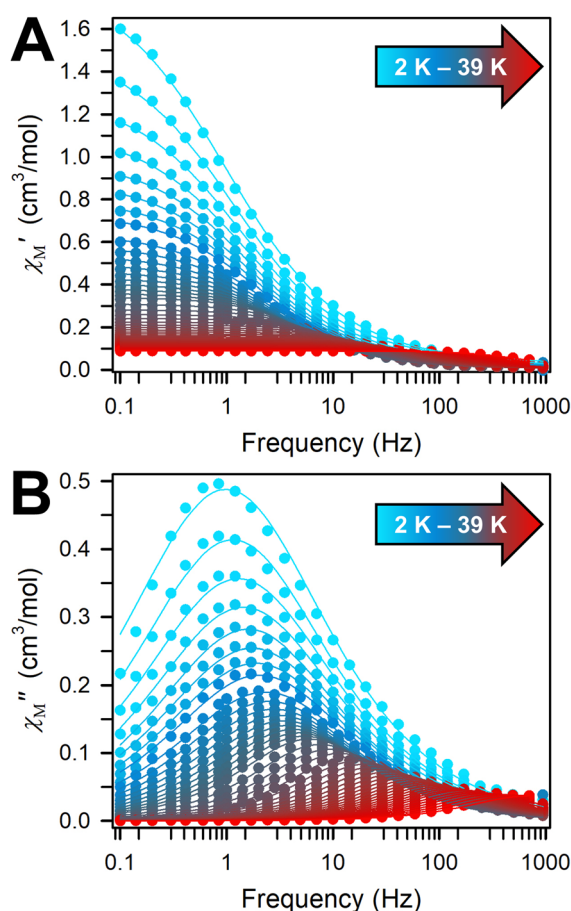 A
2 K – 39 K
χM′ (cm³/mol)
1.6
1.4
1.2
1.0
0.8
0.6
0.4
0.2
0.0
0.1 1 10 100 1000
Frequency (Hz)
B
2 K – 39 K
χM″ (cm³/mol)
0.5
0.4
0.3
0.2
0.1
0.0
0.1 1 10 100 1000
Frequency (Hz)